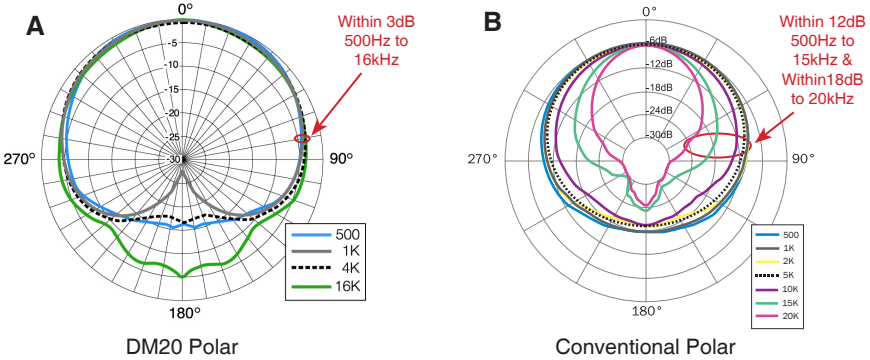 A
0°
Within 3dB
500Hz to
16kHz
-5
-10
-15
-20
-25
-30
270°
90°
180°
500
1K
4K
16K
DM20 Polar
B
0°
Within 12dB
500Hz to
15kHz &
Within18dB
to 20kHz
-6dB
-12dB
-18dB
-24dB
-30dB
270°
90°
180°
500
1K
2K
5K
10K
15K
20K
Conventional Polar